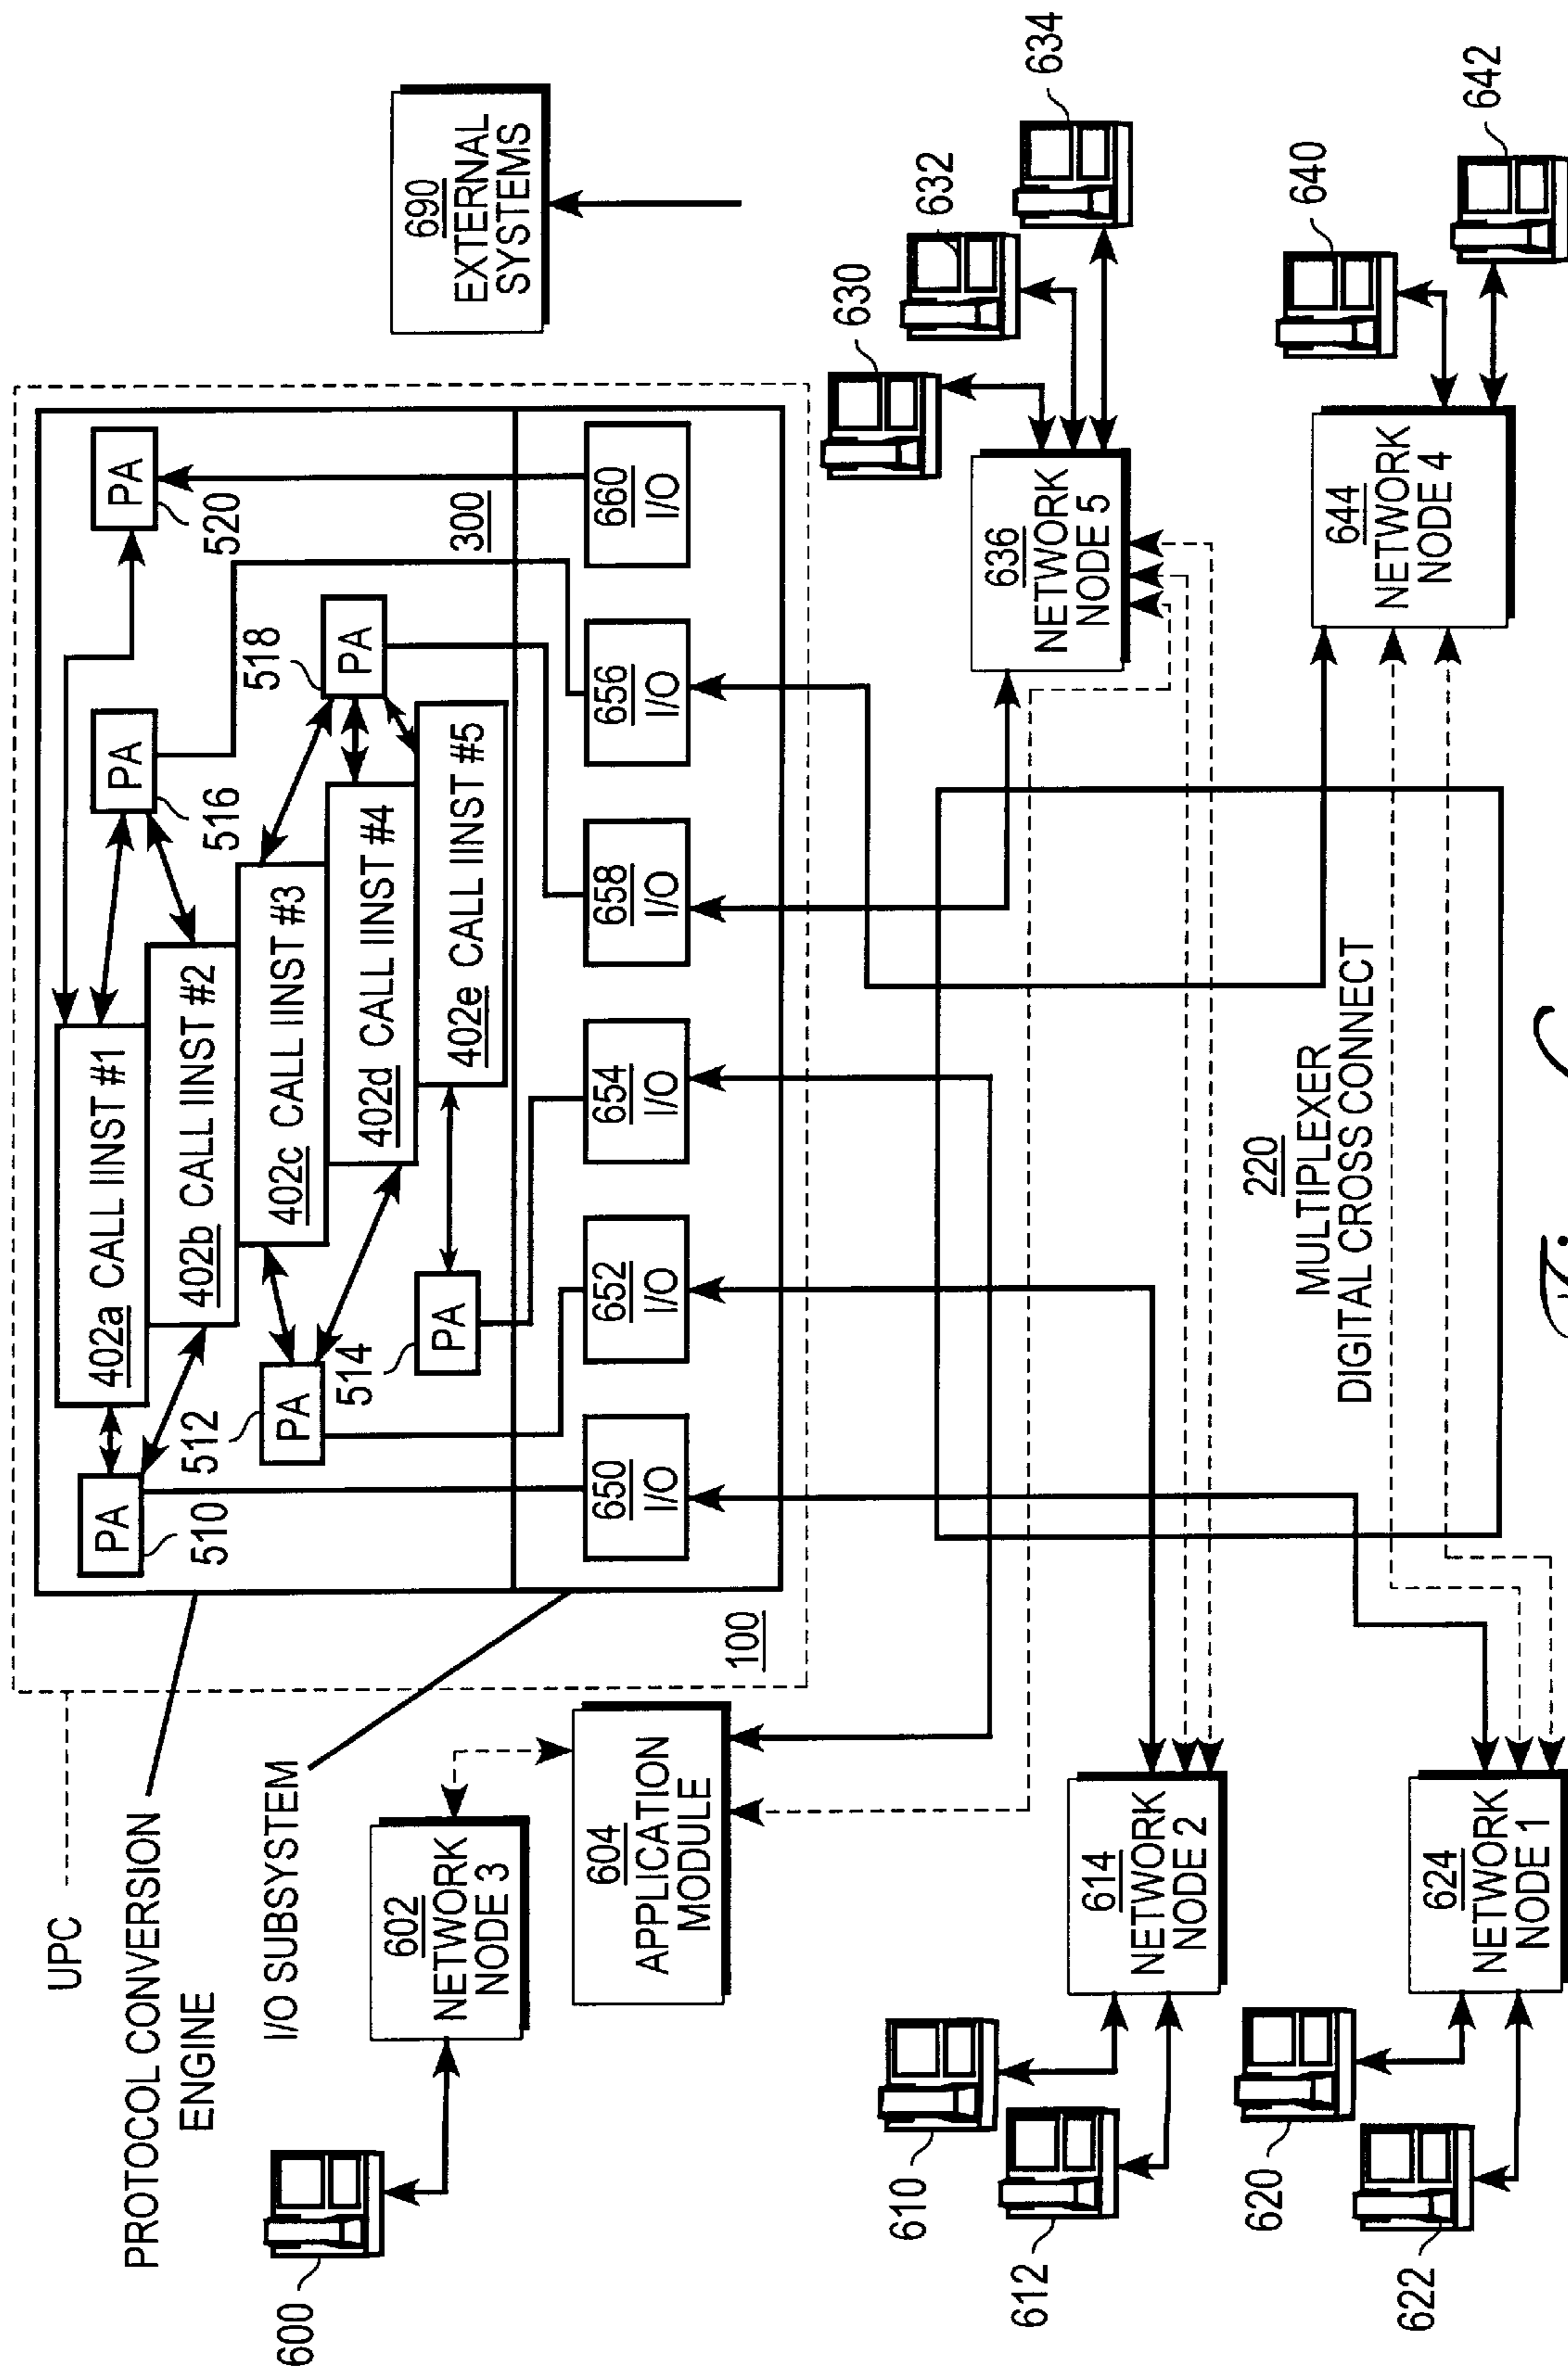 UPC
PROTOCOL CONVERSION
ENGINE
I/O SUBSYSTEM
100
300
PA
510
402a CALL IINST #1
402b CALL IINST #2
402c CALL IINST #3
402d CALL IINST #4
402e CALL IINST #5
PA
512
PA
514
PA
516
PA
518
PA
520
650
I/O
652
I/O
654
I/O
658
I/O
656
I/O
660
I/O
690
EXTERNAL
SYSTEMS
600
602
NETWORK
NODE 3
604
APPLICATION
MODULE
610
612
614
NETWORK
NODE 2
620
622
624
NETWORK
NODE 1
220
MULTIPLEXER
DIGITAL CROSS CONNECT
630
632
634
636
NETWORK
NODE 5
640
642
644
NETWORK
NODE 4